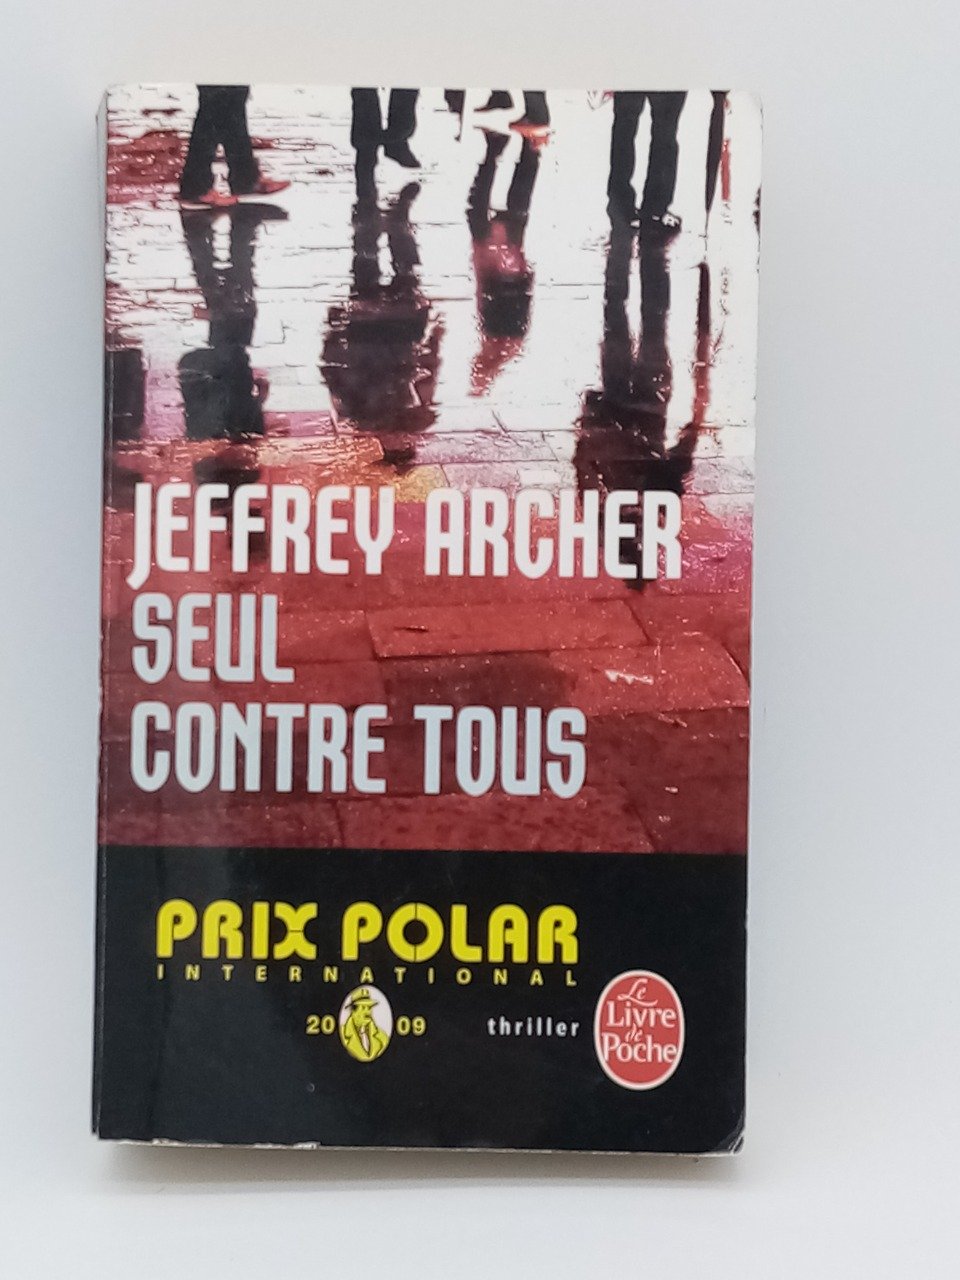 JEFFREY ARCHER
SEUL
CONTRE TOUS
PRIX POLAR
INTERNATIONAL
20 09
thriller
Le
Livre
de
Poche